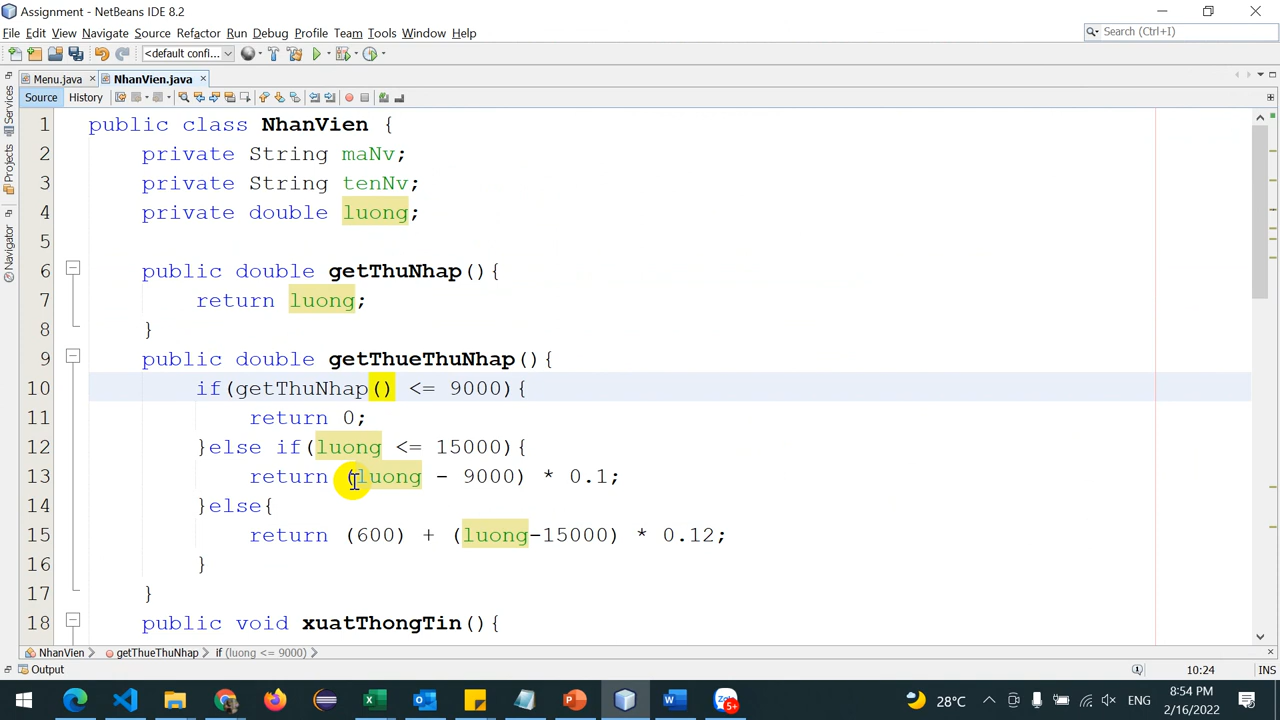 Assignment - NetBeans IDE 8.2
File Edit View Navigate Source Refactor Run Debug Profile Team Tools Window Help
Search (Ctrl+I)
<default confi...
Menu.java NhanVien.java
Source History
Services
Projects
Navigator
1 public class NhanVien {
2 private String maNv;
3 private String tenNv;
4 private double luong;
5
6 public double getThuNhap(){
7 return luong;
8 }
9 public double getThueThuNhap(){
10 if(getThuNhap() <= 9000){
11 return 0;
12 }else if(luong <= 15000){
13 return (luong - 9000) * 0.1;
14 }else{
15 return (600) + (luong-15000) * 0.12;
16 }
17 }
18 public void xuatThongTin(){
NhanVien getThueThuNhap if (luong <= 9000)
Output
10:24 INS
28°C ENG 8:54 PM
2/16/2022
Zalo
5+